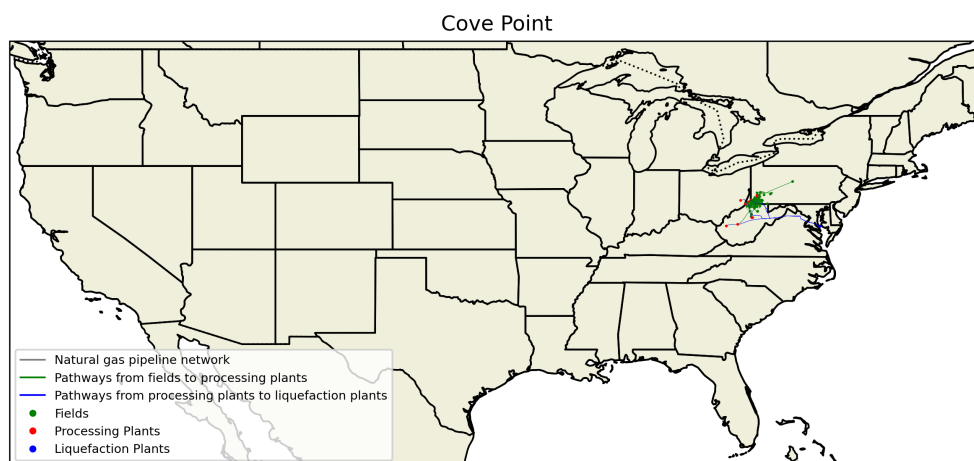 Cove Point
Natural gas pipeline network
Pathways from fields to processing plants
Pathways from processing plants to liquefaction plants
Fields
Processing Plants
Liquefaction Plants